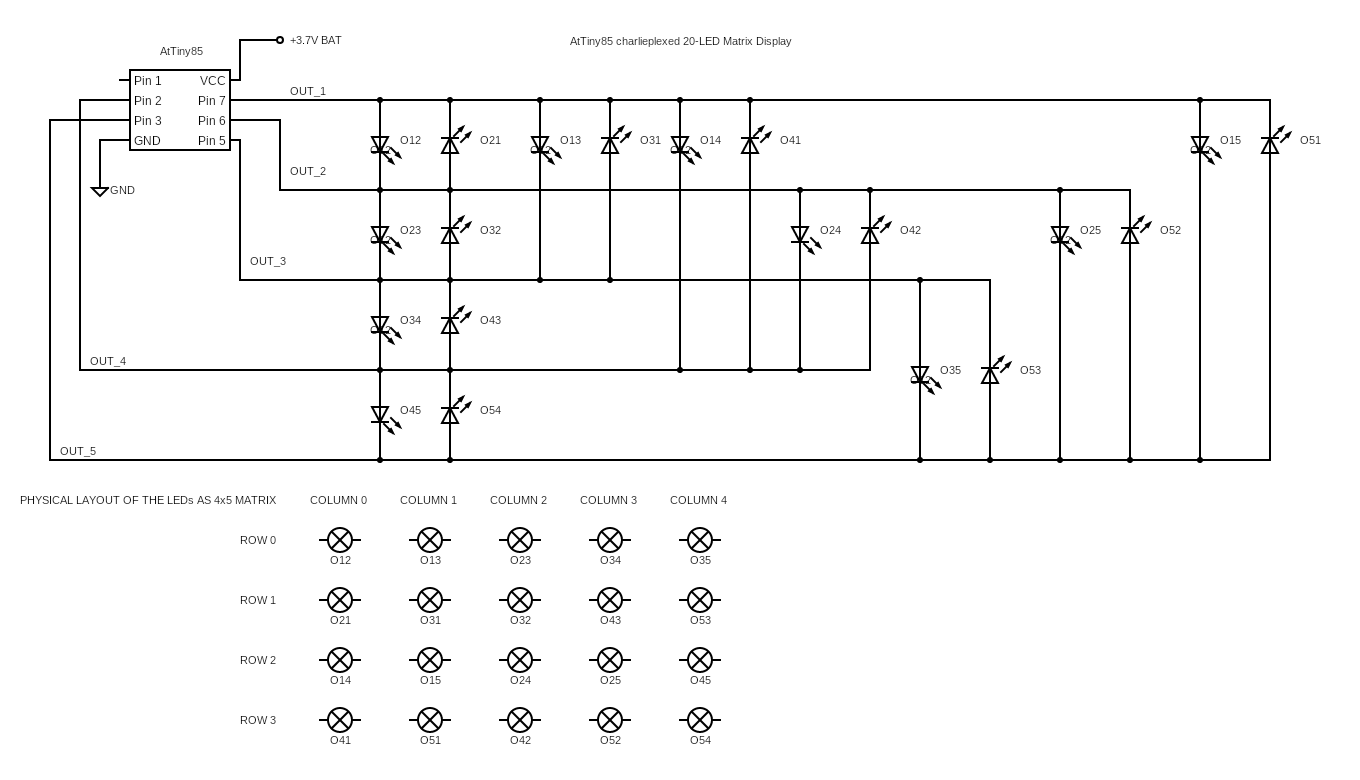 AtTiny85
+3.7V BAT
AtTiny85 charlieplexed 20-LED Matrix Display
Pin 1 VCC
Pin 2 Pin 7
Pin 3 Pin 6
GND Pin 5
GND
OUT_1
O12 O21 O13 O31 O14 O41 O15 O51
OUT_2
O23 O32 O24 O42 O25 O52
OUT_3
O34 O43
OUT_4
O35 O53
O45 O54
OUT_5
PHYSICAL LAYOUT OF THE LEDs AS 4x5 MATRIX COLUMN 0 COLUMN 1 COLUMN 2 COLUMN 3 COLUMN 4
ROW 0
O12 O13 O23 O34 O35
ROW 1
O21 O31 O32 O43 O53
ROW 2
O14 O15 O24 O25 O45
ROW 3
O41 O51 O42 O52 O54